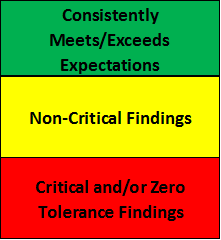 Consistently
Meets/Exceeds
Expectations
Non-Critical Findings
Critical and/or Zero
Tolerance Findings